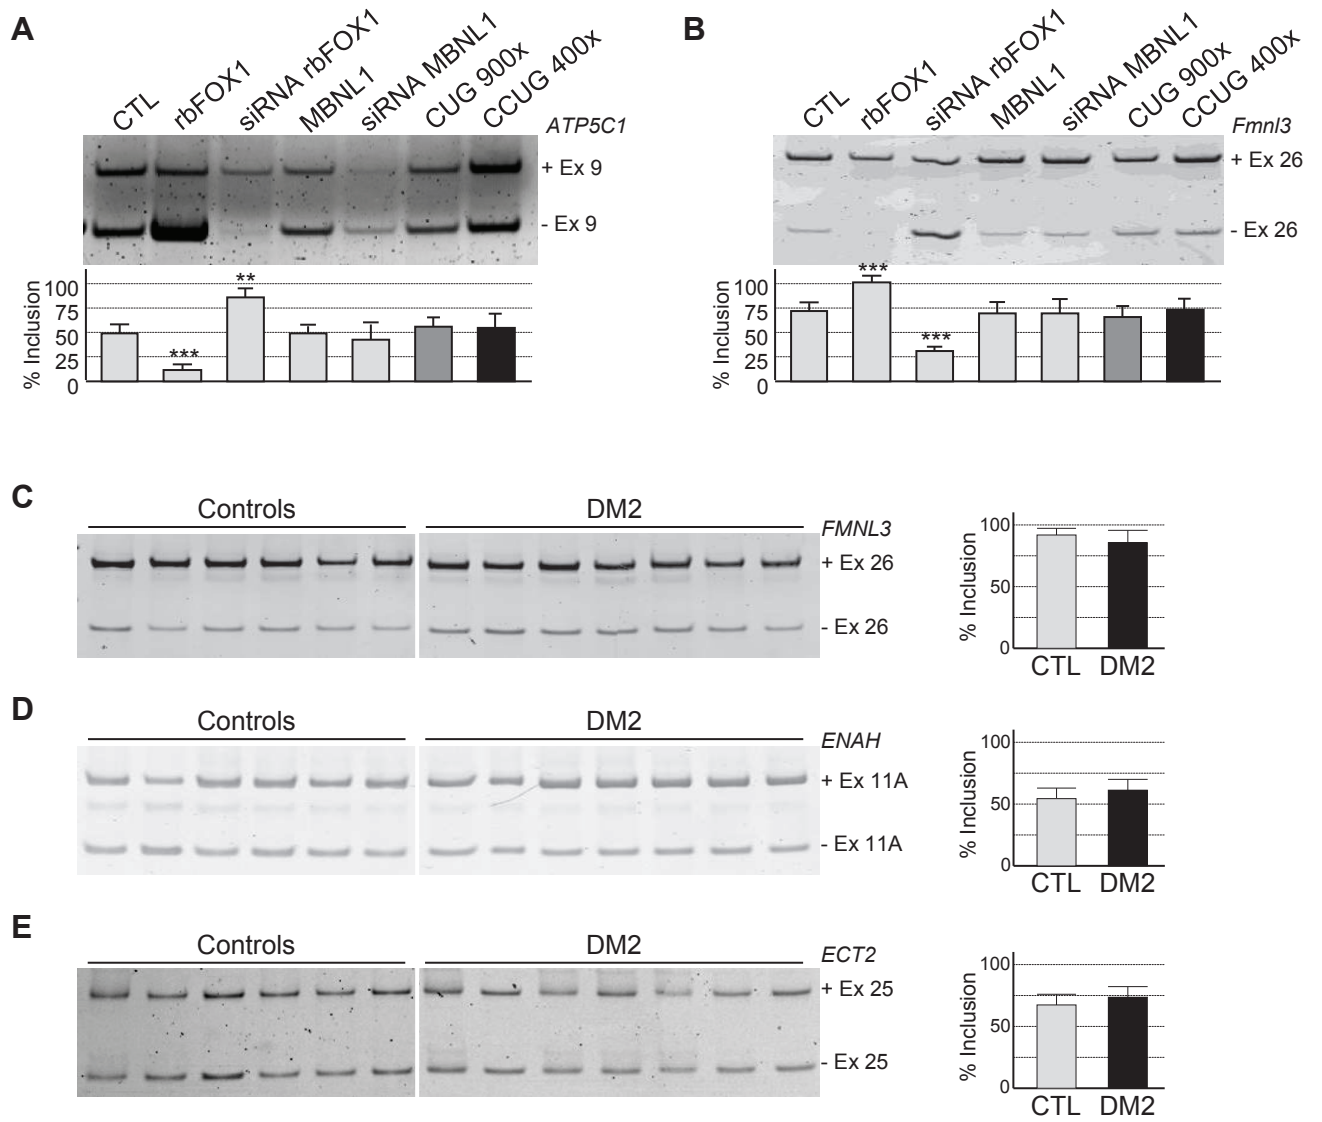 A
CTL rbFOX1 siRNA rbFOX1 MBNL1 siRNA MBNL1 CUG 900x CCUG 400x
ATP5C1
+ Ex 9
- Ex 9
% Inclusion
100
75
50
25
0
***
**
B
CTL rbFOX1 siRNA rbFOX1 MBNL1 siRNA MBNL1 CUG 900x CCUG 400x
Fmnl3
+ Ex 26
- Ex 26
% Inclusion
100
75
50
25
0
***
***
C
Controls DM2
FMNL3
+ Ex 26
- Ex 26
% Inclusion
100
50
0
CTL DM2
D
Controls DM2
ENAH
+ Ex 11A
- Ex 11A
% Inclusion
100
50
0
CTL DM2
E
Controls DM2
ECT2
+ Ex 25
- Ex 25
% Inclusion
100
50
0
CTL DM2